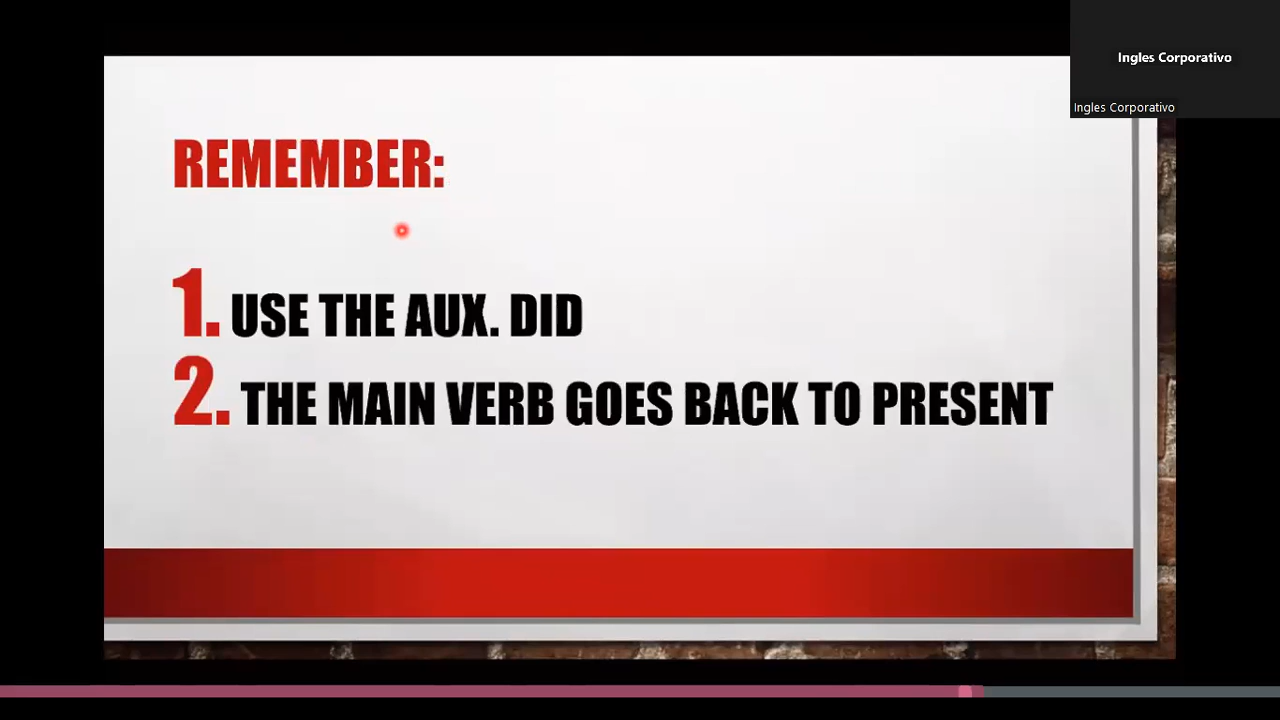 Ingles Corporativo
Ingles Corporativo
REMEMBER:
1. USE THE AUX. DID
2. THE MAIN VERB GOES BACK TO PRESENT